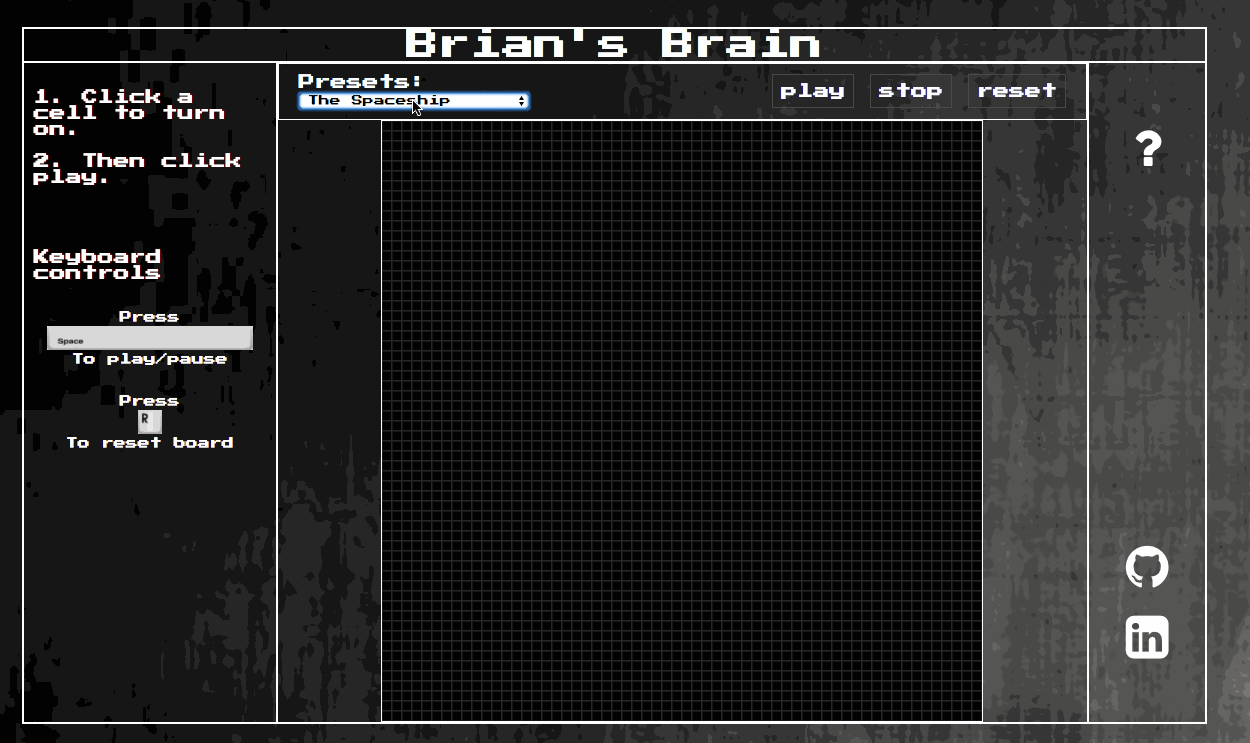 Brian's Brain
Presets:
The Spaceship
play
stop
reset
1. Click a
cell to turn
on.
2. Then click
play.
Keyboard
controls
Press
Space
To play/pause
Press
R
To reset board
?
in